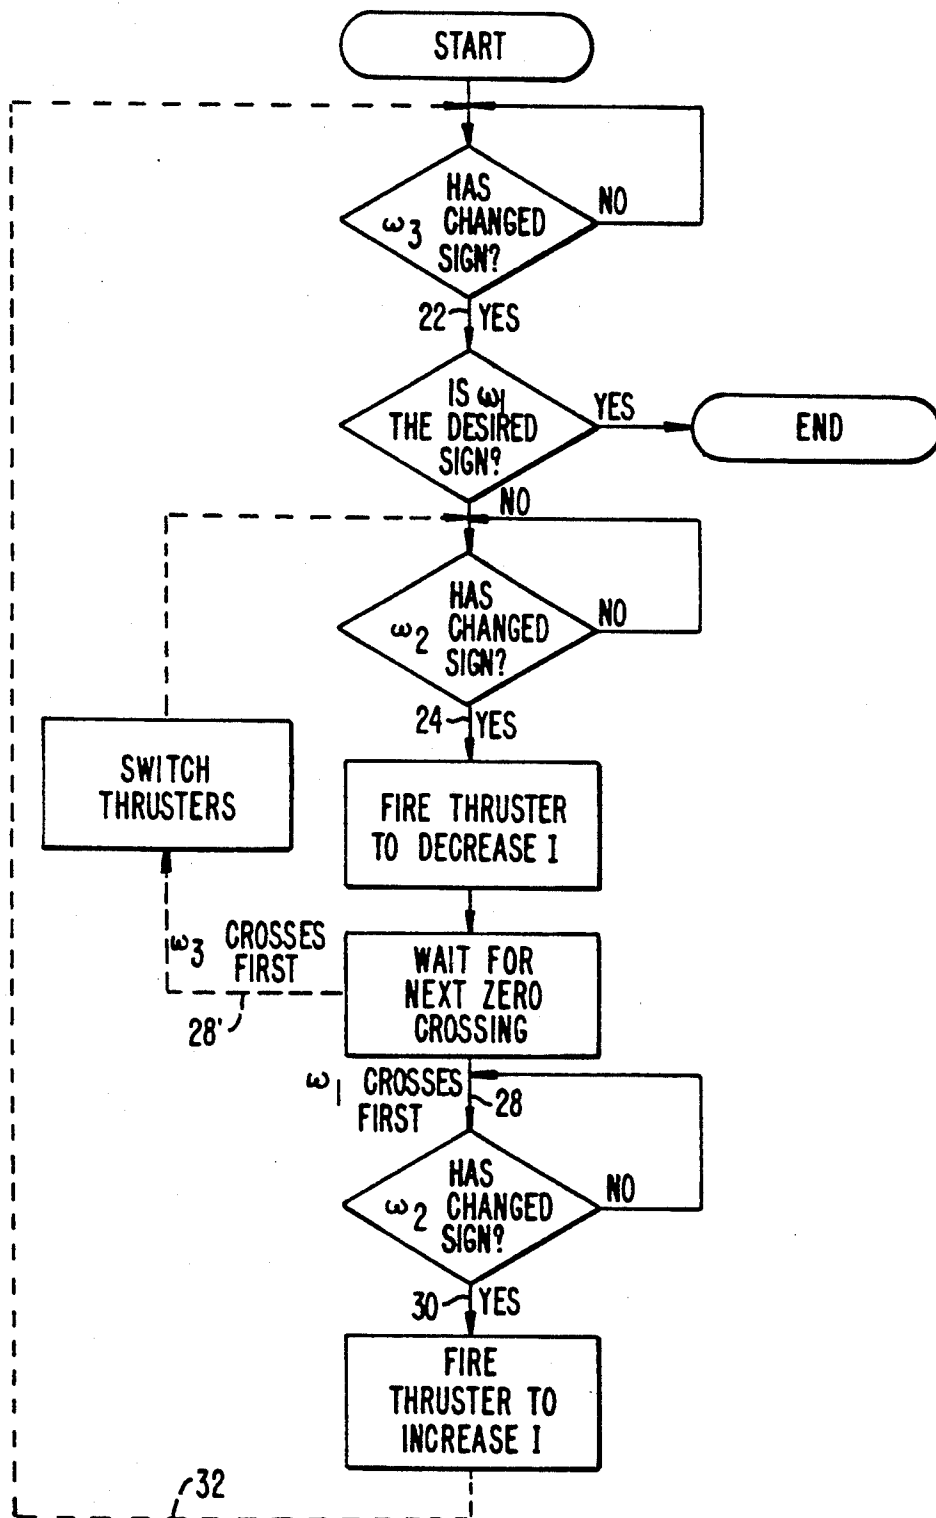 START
HAS
ω3 CHANGED
SIGN?
NO
22 YES
IS ω1
THE DESIRED
SIGN?
YES
END
NO
HAS
ω2 CHANGED
SIGN?
NO
24 YES
SWITCH
THRUSTERS
FIRE THRUSTER
TO DECREASE I
ω3 CROSSES
FIRST
28'
WAIT FOR
NEXT ZERO
CROSSING
ω1 CROSSES
FIRST
28
HAS
ω2 CHANGED
SIGN?
NO
30 YES
FIRE
THRUSTER TO
INCREASE I
32